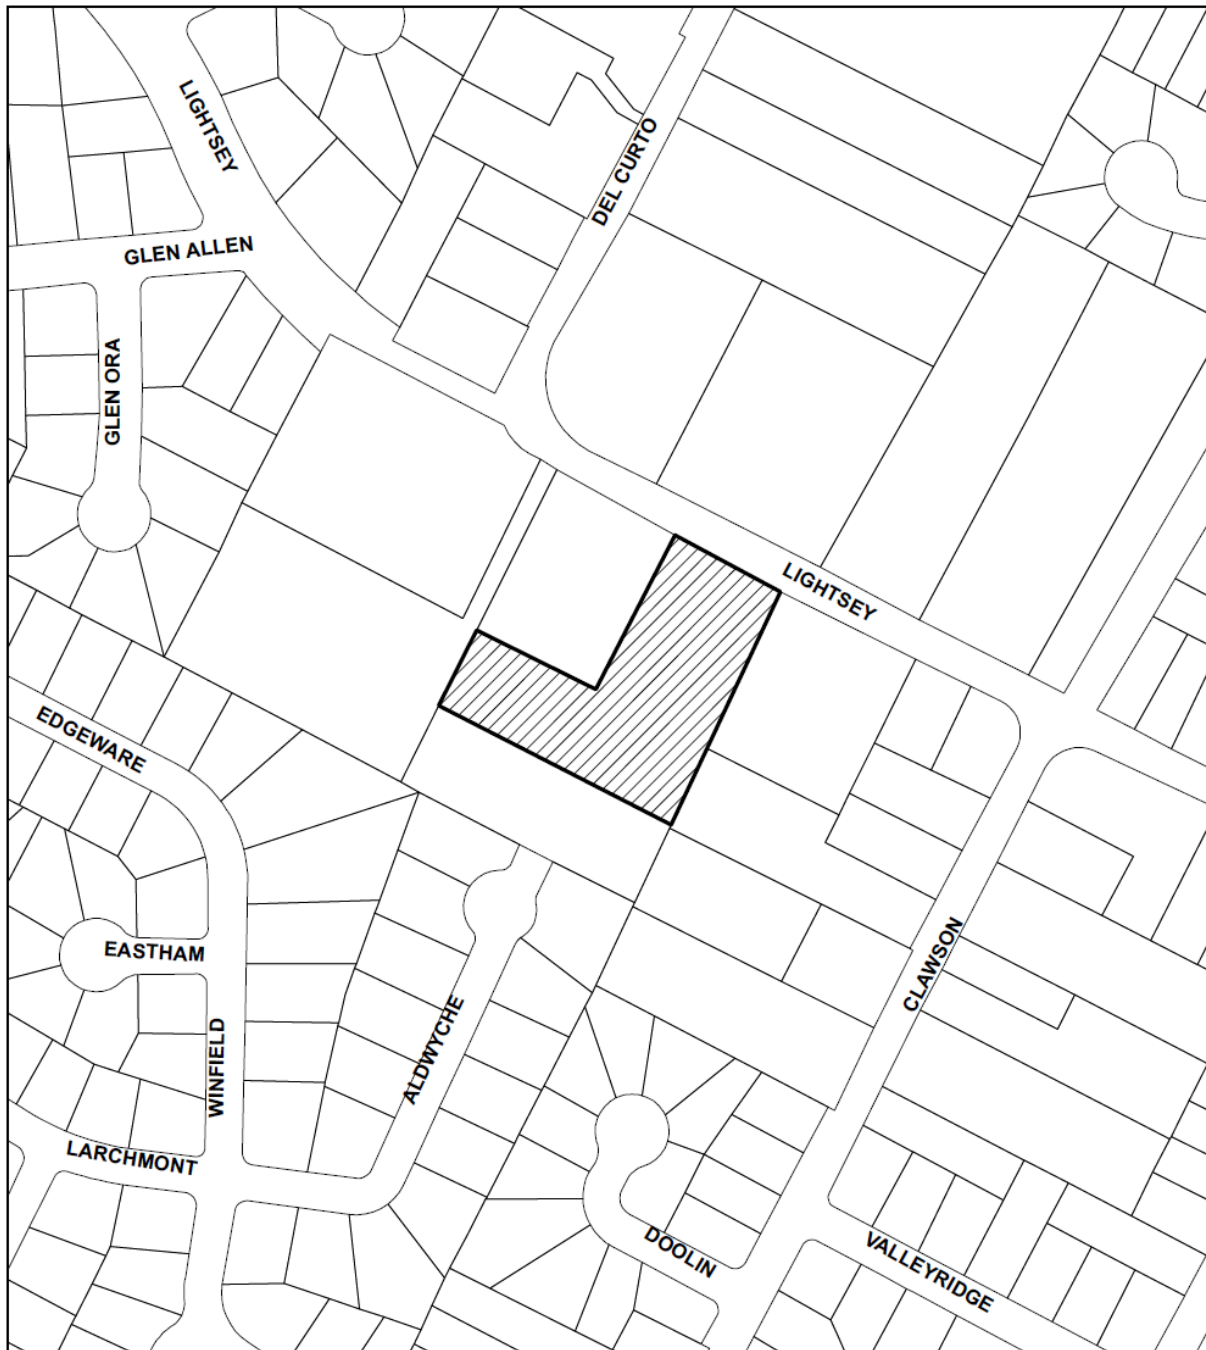 LIGHTSEY
DEL CURTO
GLEN ALLEN
GLEN ORA
LIGHTSEY
EDGEWARE
EASTHAM
CLAWSON
WINFIELD
ALDWYCHE
LARCHMONT
DOOLIN
VALLEYRIDGE